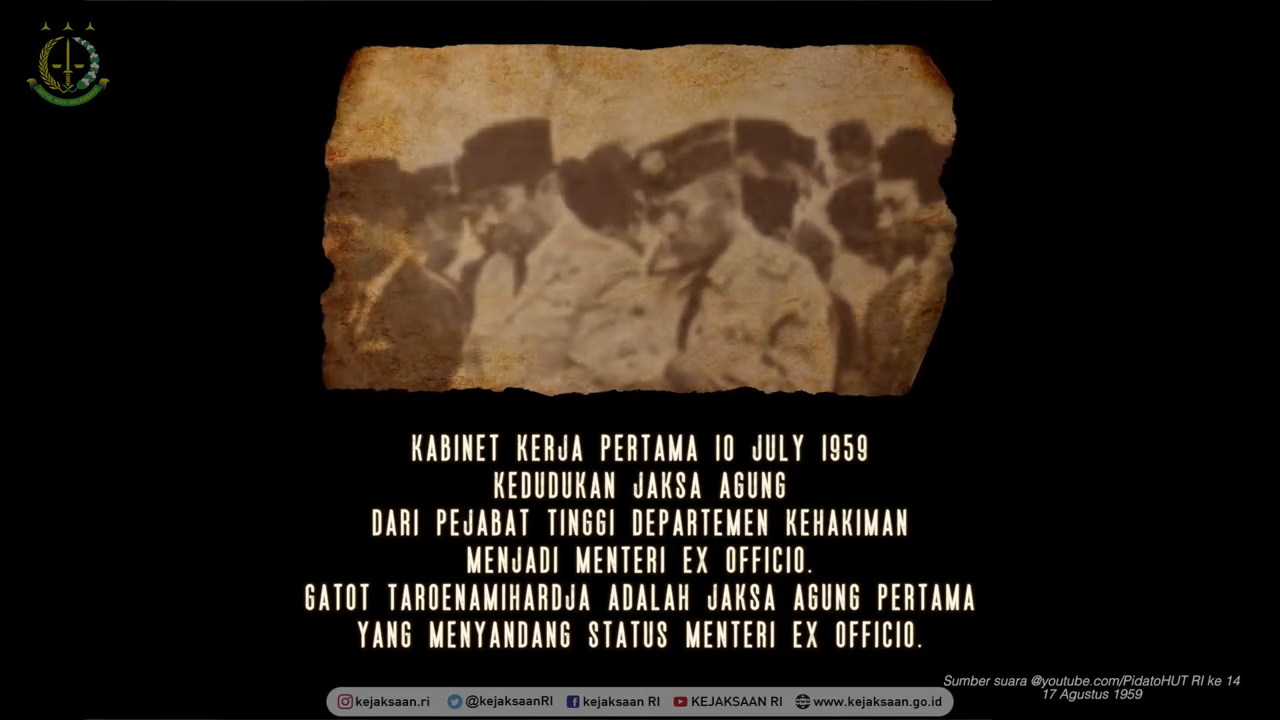 KABINET KERJA PERTAMA 10 JULY 1959
KEDUDUKAN JAKSA AGUNG
DARI PEJABAT TINGGI DEPARTEMEN KEHAKIMAN
MENJADI MENTERI EX OFFICIO.
GATOT TAROENAMIHARDJA ADALAH JAKSA AGUNG PERTAMA
YANG MENYANDANG STATUS MENTERI EX OFFICIO.
Sumber suara @youtube.com/PidatoHUT RI ke 14
17 Agustus 1959
kejaksaan.ri @kejaksaanRI kejaksaan RI KEJAKSAAN RI www.kejaksaan.go.id